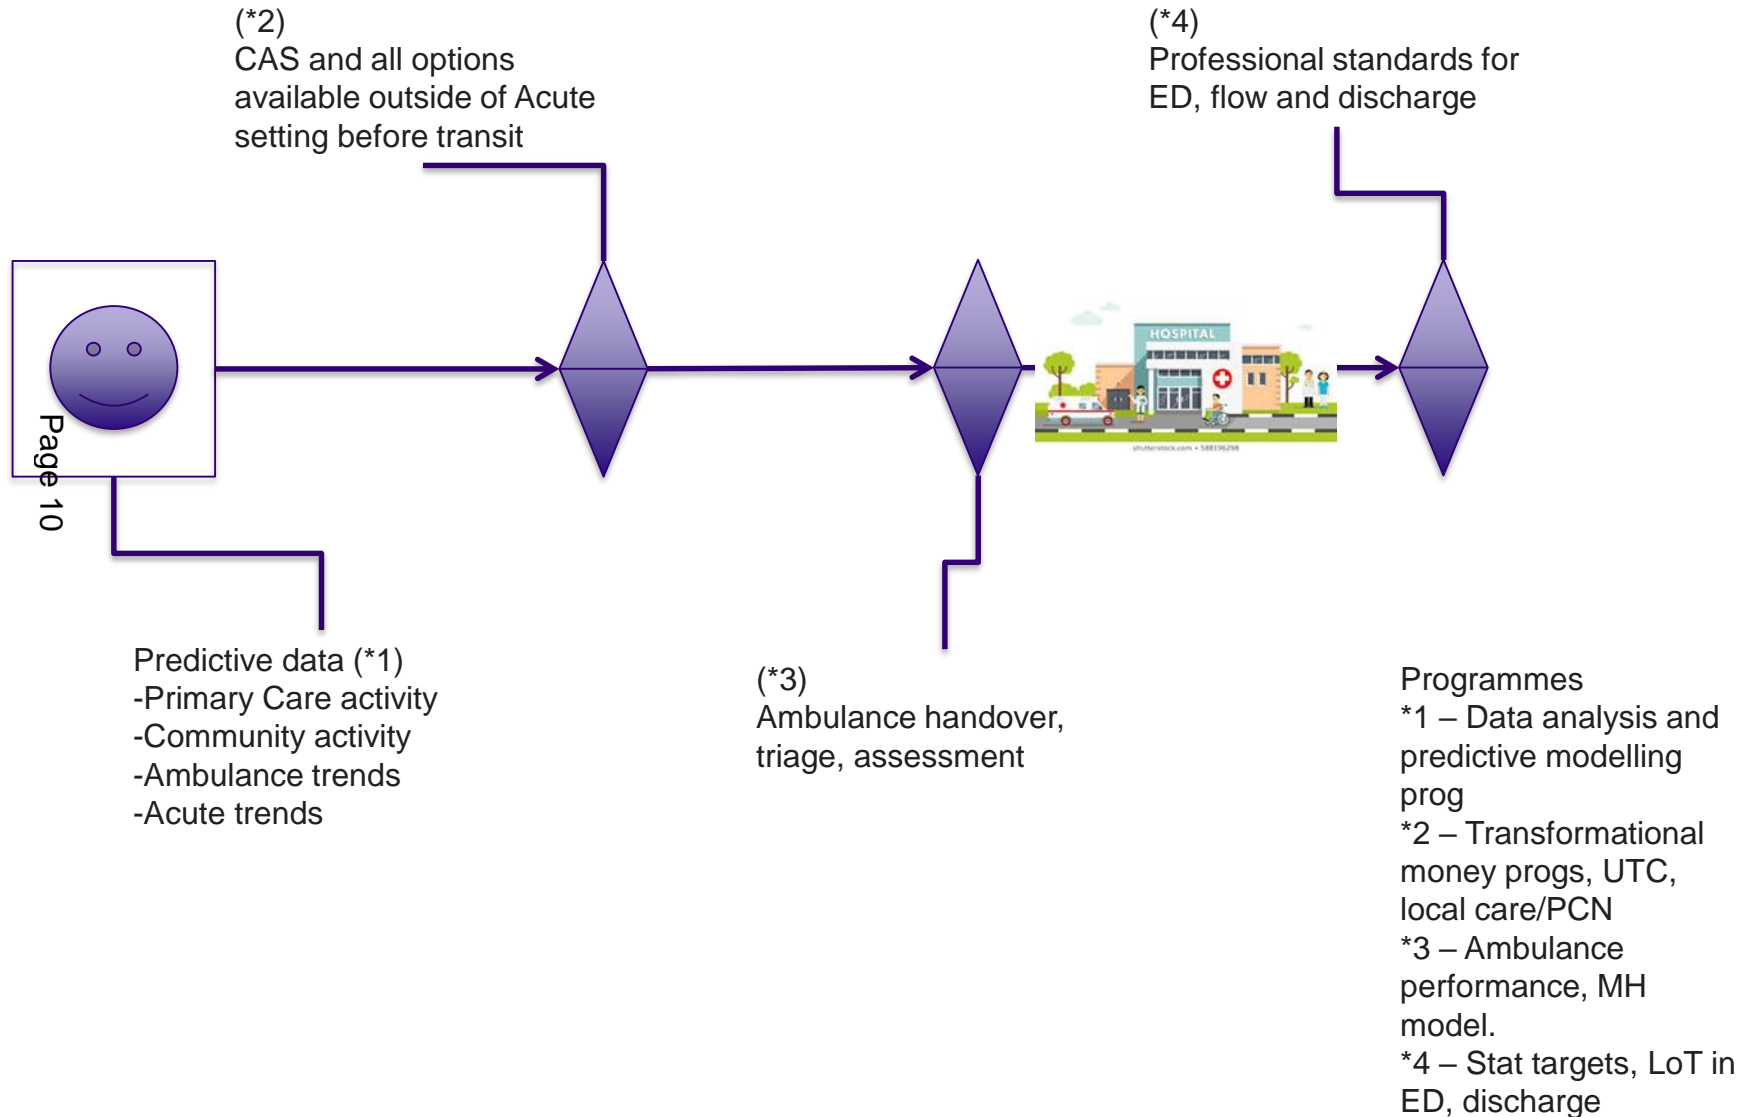 (*2)
CAS and all options
available outside of Acute
setting before transit
(*4)
Professional standards for
ED, flow and discharge
HOSPITAL
shutterstock.com • 588196298
Page 10
Predictive data (*1)
-Primary Care activity
-Community activity
-Ambulance trends
-Acute trends
(*3)
Ambulance handover,
triage, assessment
Programmes
*1 – Data analysis and
predictive modelling
prog
*2 – Transformational
money progs, UTC,
local care/PCN
*3 – Ambulance
performance, MH
model.
*4 – Stat targets, LoT in
ED, discharge